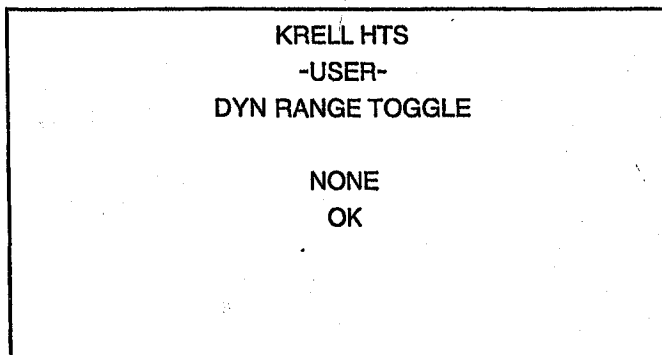 KRELL HTS
-USER-
DYN RANGE TOGGLE
NONE
OK